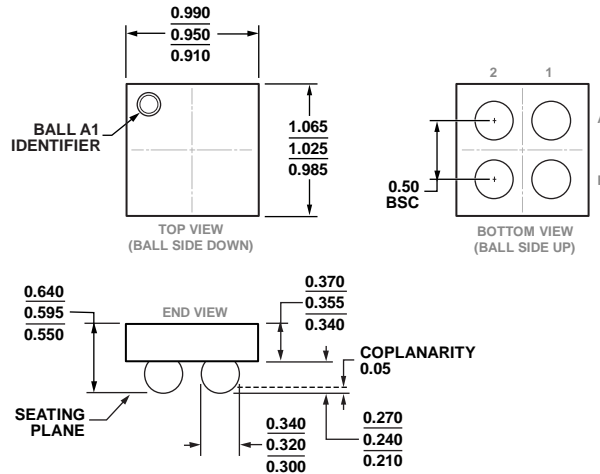 0.990
0.950
0.910
BALL A1
IDENTIFIER
1.065
1.025
0.985
TOP VIEW
(BALL SIDE DOWN)
2 1
A
0.50
BSC
BOTTOM VIEW
(BALL SIDE UP)
0.640
0.595
0.550
END VIEW
0.370
0.355
0.340
COPLANARITY
0.05
SEATING
PLANE
0.340
0.320
0.300
0.270
0.240
0.210